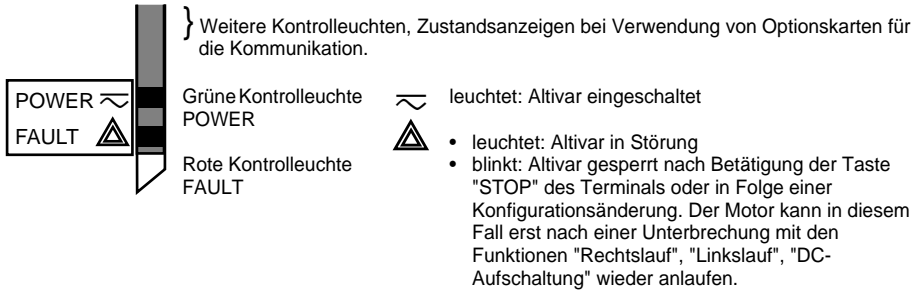 } Weitere Kontrolleuchten, Zustandsanzeigen bei Verwendung von Optionskarten für
die Kommunikation.
POWER
FAULT
Grüne Kontrolleuchte
POWER
Rote Kontrolleuchte
FAULT
leuchtet: Altivar eingeschaltet
• leuchtet: Altivar in Störung
• blinkt: Altivar gesperrt nach Betätigung der Taste
"STOP" des Terminals oder in Folge einer
Konfigurationsänderung. Der Motor kann in diesem
Fall erst nach einer Unterbrechung mit den
Funktionen "Rechtslauf", "Linkslauf", "DC-
Aufschaltung" wieder anlaufen.